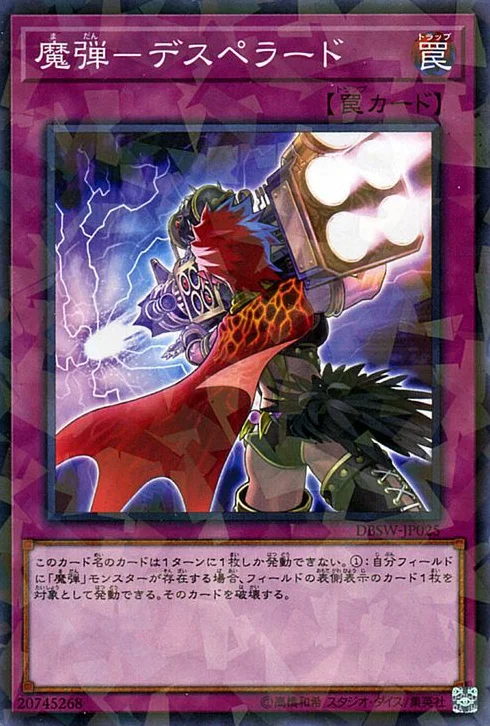 魔弾－デスペラード
罠
【罠カード】
DBSW-JP025
このカード名のカードは1ターンに1枚しか発動できない。①:自分フィールド
に「魔弾」モンスターが存在する場合、フィールドの表側表示のカード1枚を
対象として発動できる。そのカードを破壊する。
20745268
©高橋和希 スタジオ・ダイス/集英社